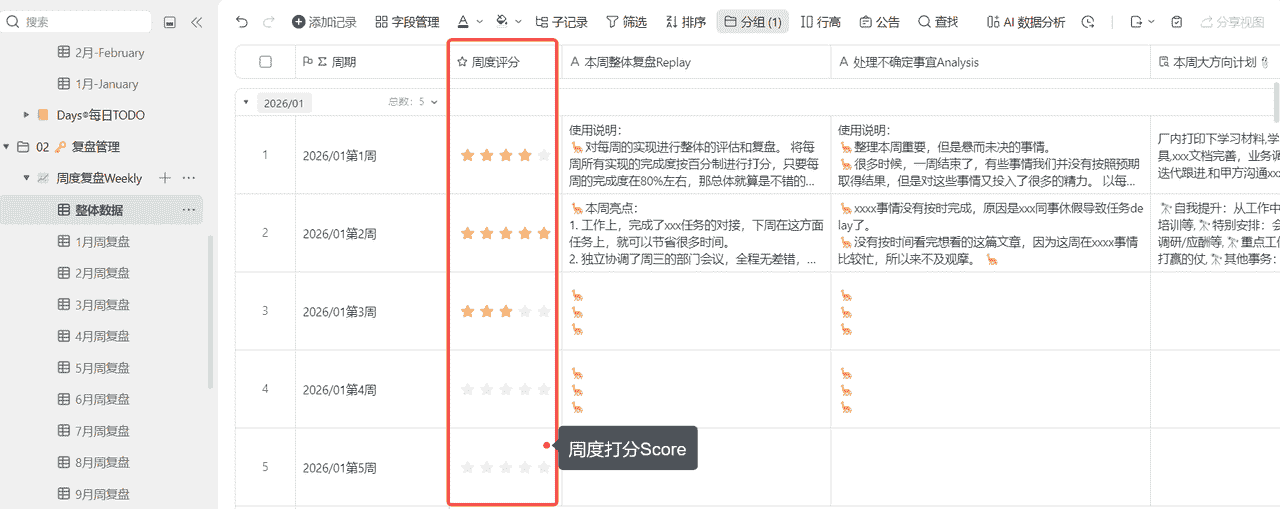 搜索
添加记录
字段管理
子记录
筛选
排序
分组 (1)
行高
公告
查找
AI 数据分析
分享视图
2月-February
1月-January
Days®每日TODO
02 复盘管理
周度复盘Weekly
整体数据
1月周复盘
2月周复盘
3月周复盘
4月周复盘
5月周复盘
6月周复盘
7月周复盘
8月周复盘
9月周复盘
周期
周度评分
本周整体复盘Replay
处理不确定事宜Analysis
本周大方向计划
2026/01
总数：5
1
2026/01第1周
使用说明：
对每周的实现进行整体的评估和复盘。 将每
周所有实现的完成度按百分制进行打分，只要每
周的完成度在80%左右，那总体就算是不错的...
使用说明：
整理本周重要，但是悬而未决的事情。
很多时候，一周结束了，有些事情我们并没有按照预期
取得结果，但是对这些事情又投入了很多的精力。 以每...
厂内打印下学习材料,学
具,xxx文档完善，业务调
迭代跟进,和甲方沟通xx
2
2026/01第2周
本周亮点：
1. 工作上，完成了xxx任务的对接，下周在这方面
任务上，就可以节省很多时间。
2. 独立协调了周三的部门会议，全程无差错，...
xxxx事情没有按时完成，原因是xxx同事休假导致任务de
lay了。
没有按时间看完想看的这篇文章，因为这周在xxxx事情
比较忙，所以来不及观摩。
自我提升：从工作中
培训等, 特别安排：会
调研/应酬等, 重点工作
打赢的仗, 其他事务：
3
2026/01第3周
4
2026/01第4周
5
2026/01第5周
周度打分Score